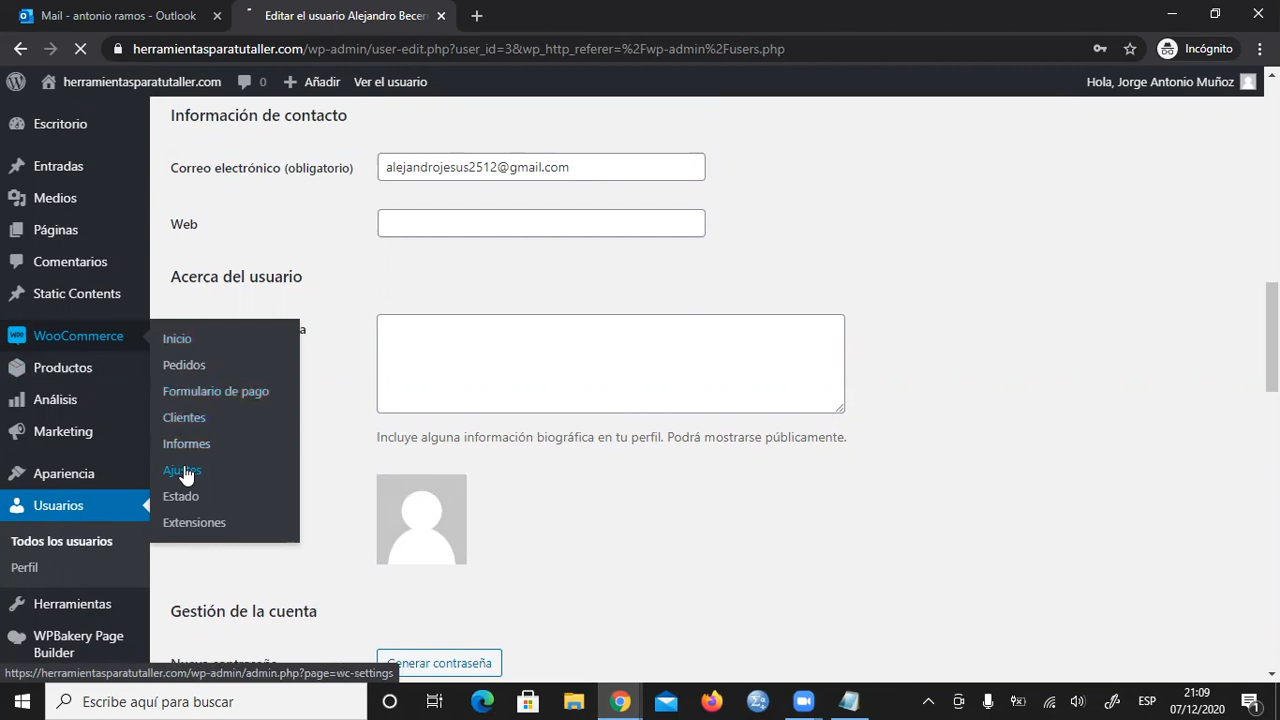 Mail - antonio ramos - Outlook
Editar el usuario Alejandro Becerr
herramientasparatutaller.com/wp-admin/user-edit.php?user_id=3&wp_http_referer=%2Fwp-admin%2Fusers.php
Incógnito
herramientasparatutaller.com
0
Añadir
Ver el usuario
Hola, Jorge Antonio Muñoz
Escritorio
Entradas
Medios
Páginas
Comentarios
Static Contents
WooCommerce
Productos
Análisis
Marketing
Apariencia
Usuarios
Todos los usuarios
Perfil
Herramientas
WPBakery Page
Builder
Inicio
Pedidos
Formulario de pago
Clientes
Informes
Ajustes
Estado
Extensiones
Información de contacto
Correo electrónico (obligatorio)
alejandrojesus2512@gmail.com
Web
Acerca del usuario
Incluye alguna información biográfica en tu perfil. Podrá mostrarse públicamente.
Gestión de la cuenta
Generar contraseña
https://herramientasparatutaller.com/wp-admin/admin.php?page=wc-settings
Escribe aquí para buscar
ESP
21:09
07/12/2020
1